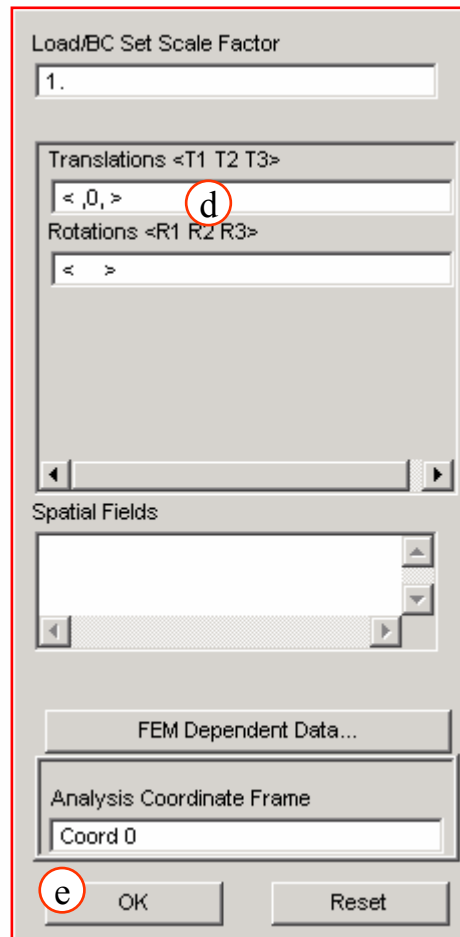 Load/BC Set Scale Factor
1.
Translations <T1 T2 T3>
< ,0, >
d
Rotations <R1 R2 R3>
< >
Spatial Fields
FEM Dependent Data...
Analysis Coordinate Frame
Coord 0
e
OK Reset